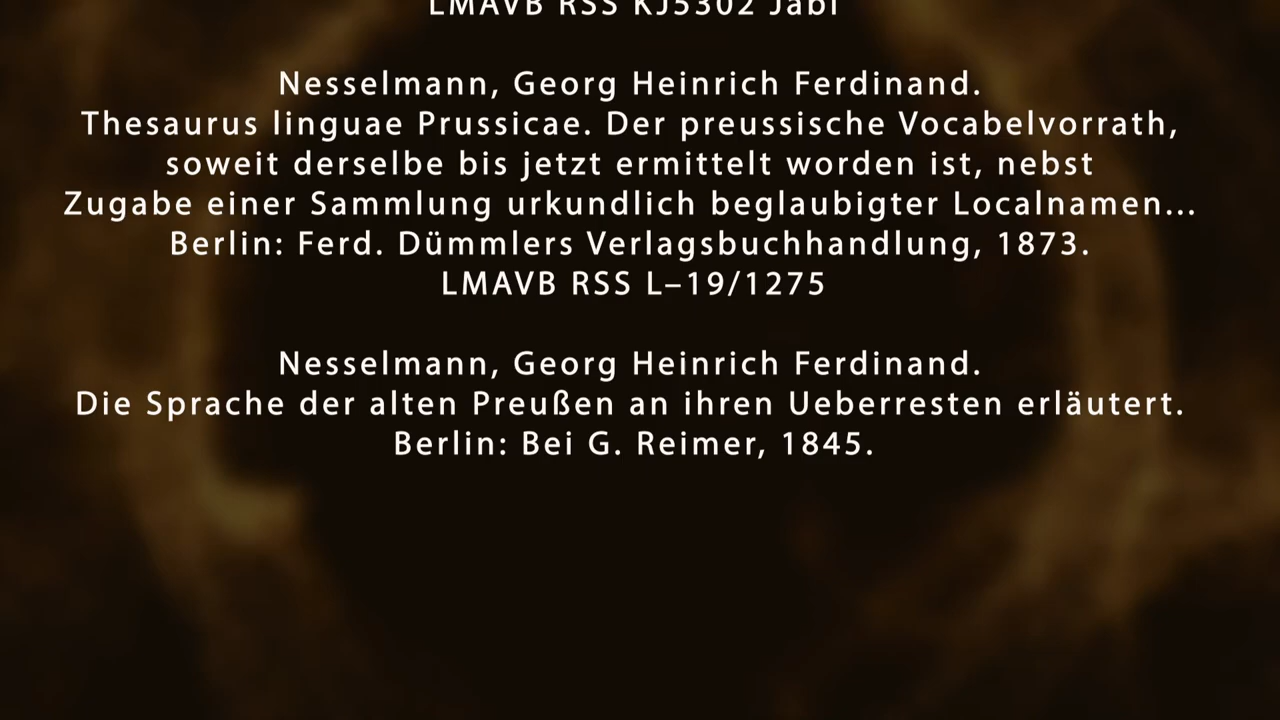 LMAVB RSS KJ5302 Jabl
Nesselmann, Georg Heinrich Ferdinand.
Thesaurus linguae Prussicae. Der preussische Vocabelvorrath,
soweit derselbe bis jetzt ermittelt worden ist, nebst
Zugabe einer Sammlung urkundlich beglaubigter Localnamen...
Berlin: Ferd. Dümmlers Verlagsbuchhandlung, 1873.
LMAVB RSS L–19/1275
Nesselmann, Georg Heinrich Ferdinand.
Die Sprache der alten Preußen an ihren Ueberresten erläutert.
Berlin: Bei G. Reimer, 1845.